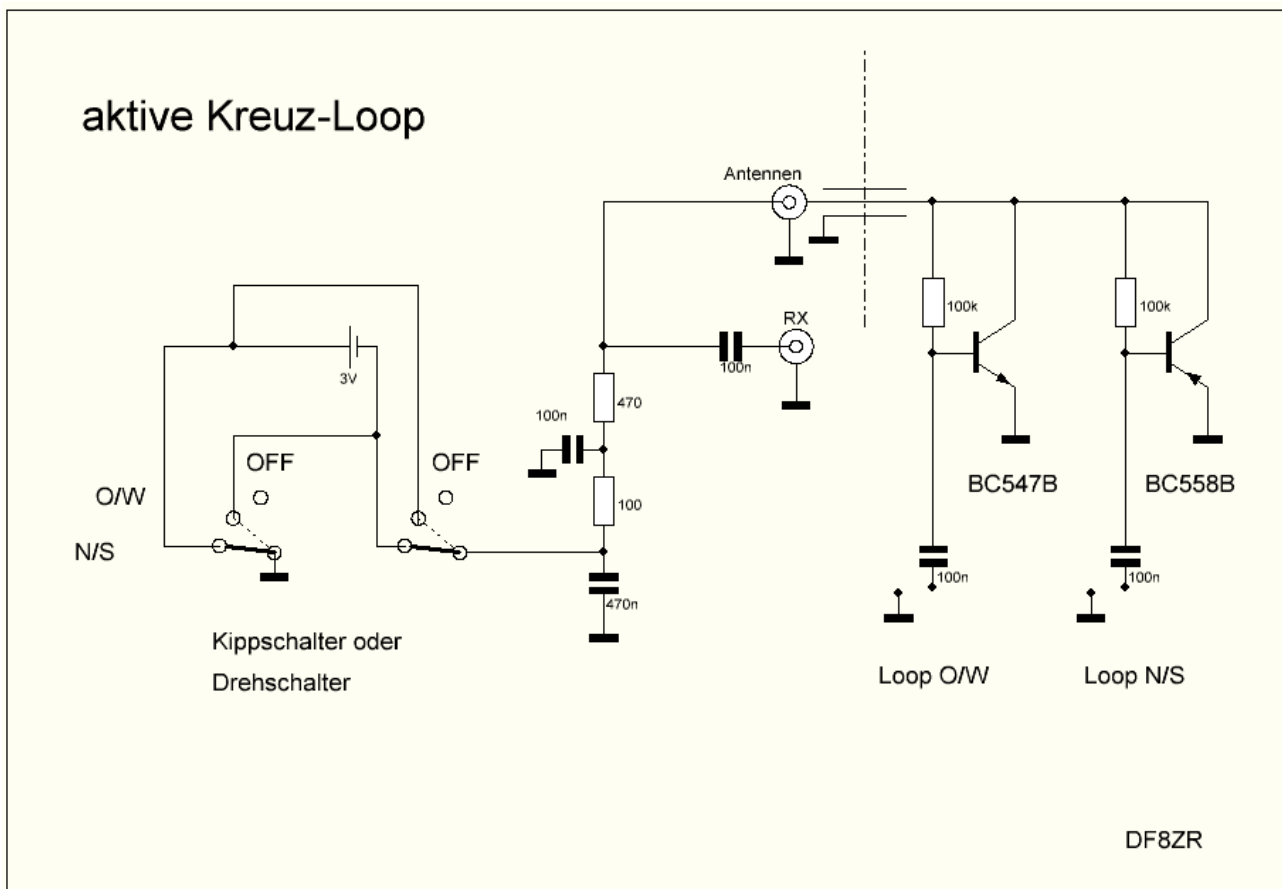 aktive Kreuz-Loop
Antennen
100k
100k
RX
100n
3V
470
100n
OFF
OFF
O/W
100
BC547B
BC558B
N/S
470n
100n
100n
Kippschalter oder
Drehschalter
Loop O/W
Loop N/S
DF8ZR